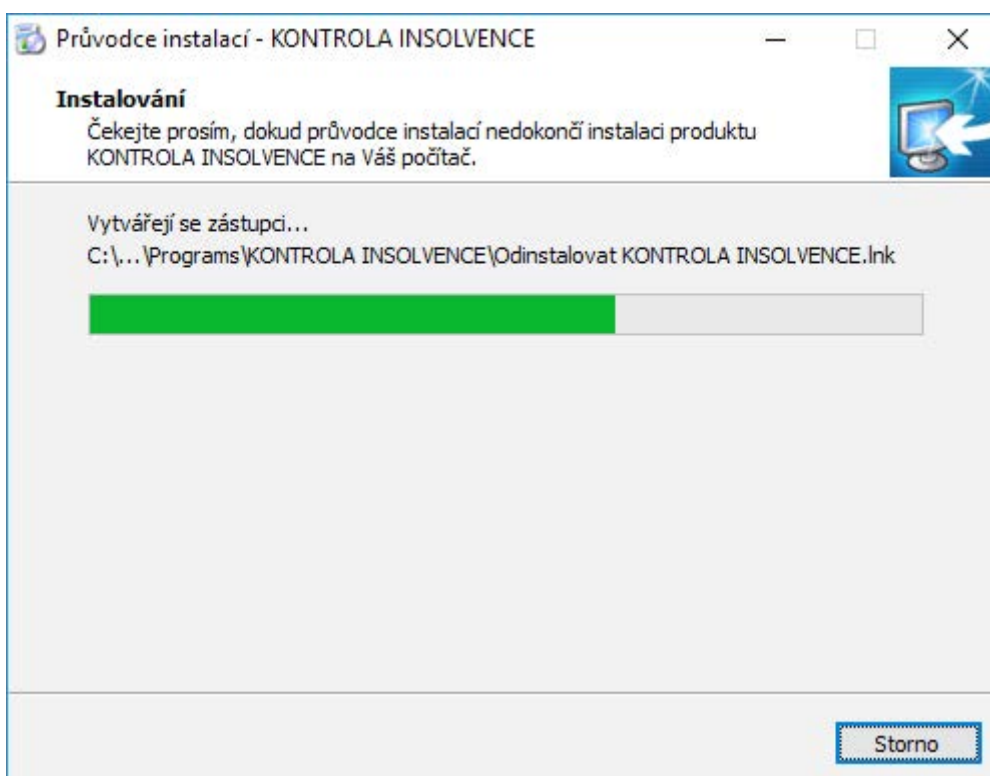 Průvodce instalací - KONTROLA INSOLVENCE
Instalování
Čekejte prosím, dokud průvodce instalací nedokončí instalaci produktu
KONTROLA INSOLVENCE na Váš počítač.
Vytvářejí se zástupci...
C:\...\Programs\KONTROLA INSOLVENCE\Odinstalovat KONTROLA INSOLVENCE.lnk
Storno